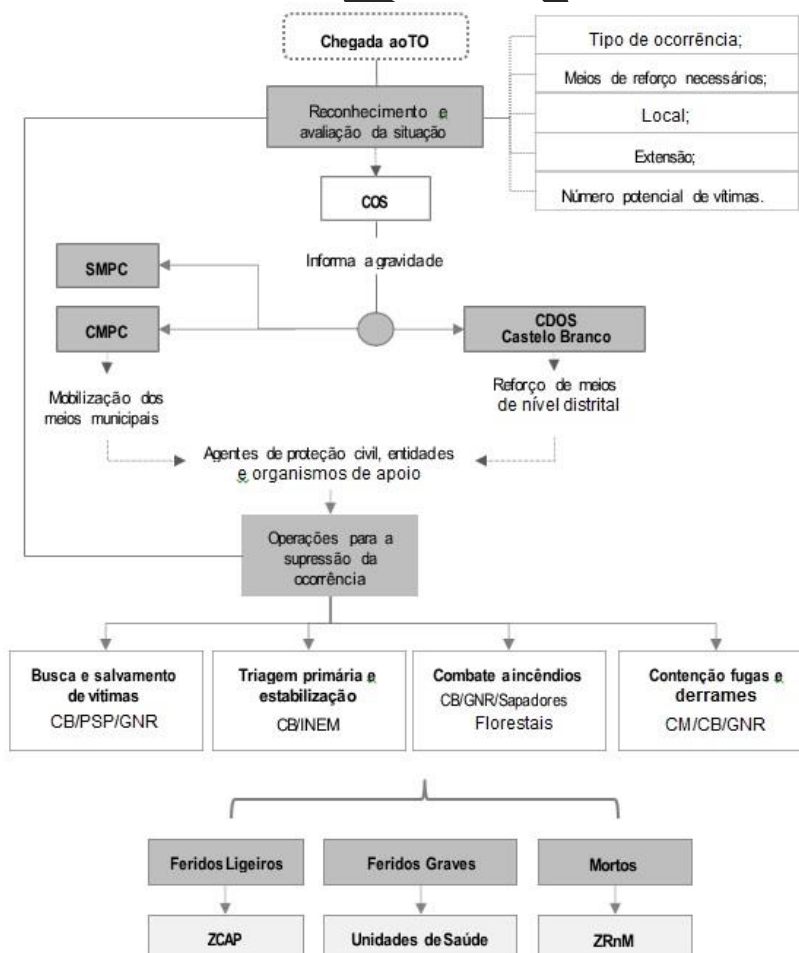 Chegada ao TO
Reconhecimento e
avaliação da situação
Tipo de ocorrência;
Meios de reforço necessários;
Local;
Extensão;
Número potencial de vítimas.
COS
Informa a gravidade
SMPC
CMPC
CDOS
Castelo Branco
Mobilização dos
meios municipais
Reforço de meios
de nível distrital
Agentes de proteção civil, entidades
e organismos de apoio
Operações para a
supressão da
ocorrência
Busca e salvamento
de vítimas
CB/PSP/GNR
Triagem primária e
estabilização
CB/INEM
Combate a incêndios
CB/GNR/Sapadores
Florestais
Contenção fugas e
derrames
CM/CB/GNR
Feridos Ligeiros
Feridos Graves
Mortos
ZCAP
Unidades de Saúde
ZRnM